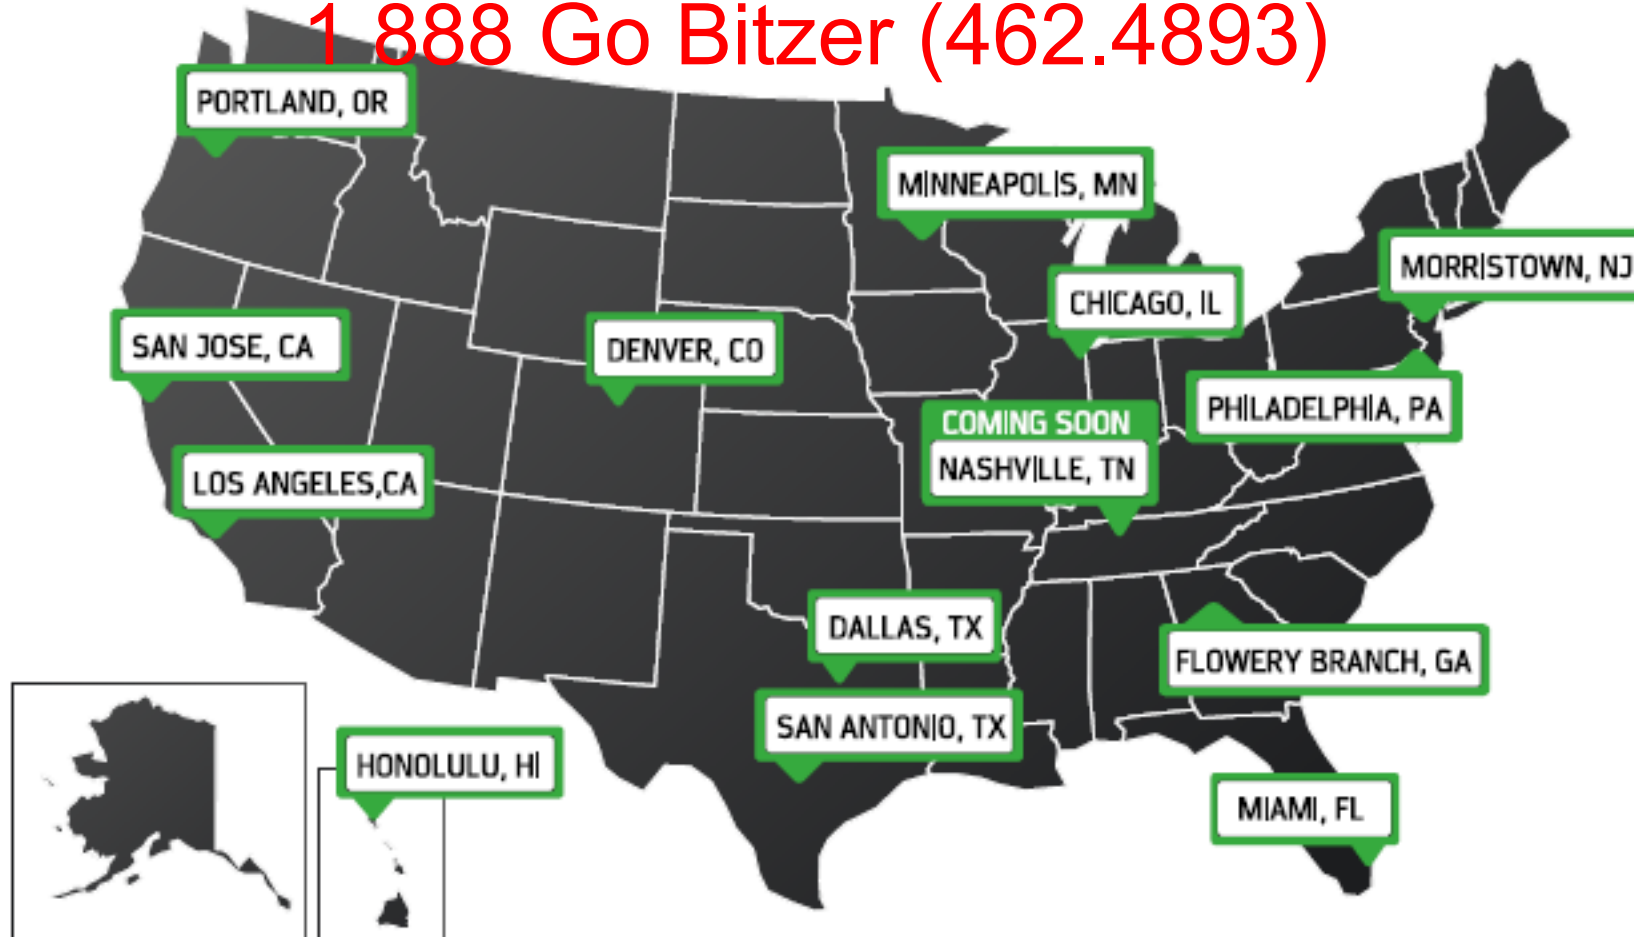 1 888 Go Bitzer (462.4893)
PORTLAND, OR
MINNEAPOLIS, MN
MORRISTOWN, NJ
CHICAGO, IL
SAN JOSE, CA
DENVER, CO
PHILADELPHIA, PA
COMING SOON
NASHVILLE, TN
LOS ANGELES,CA
DALLAS, TX
FLOWERY BRANCH, GA
SAN ANTONIO, TX
HONOLULU, HI
MIAMI, FL